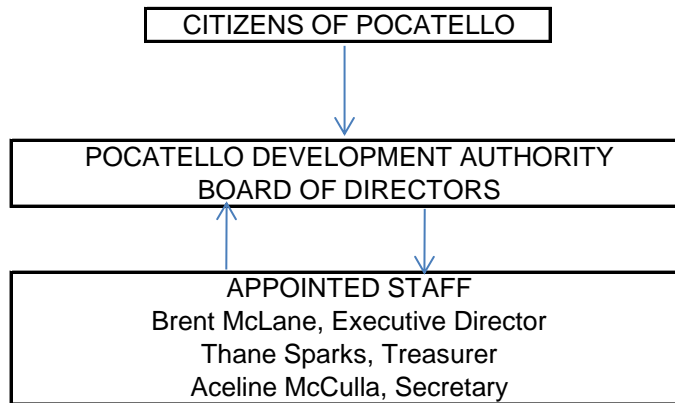 CITIZENS OF POCATELLO
POCATELLO DEVELOPMENT AUTHORITY
BOARD OF DIRECTORS
APPOINTED STAFF
Brent McLane, Executive Director
Thane Sparks, Treasurer
Aceline McCulla, Secretary